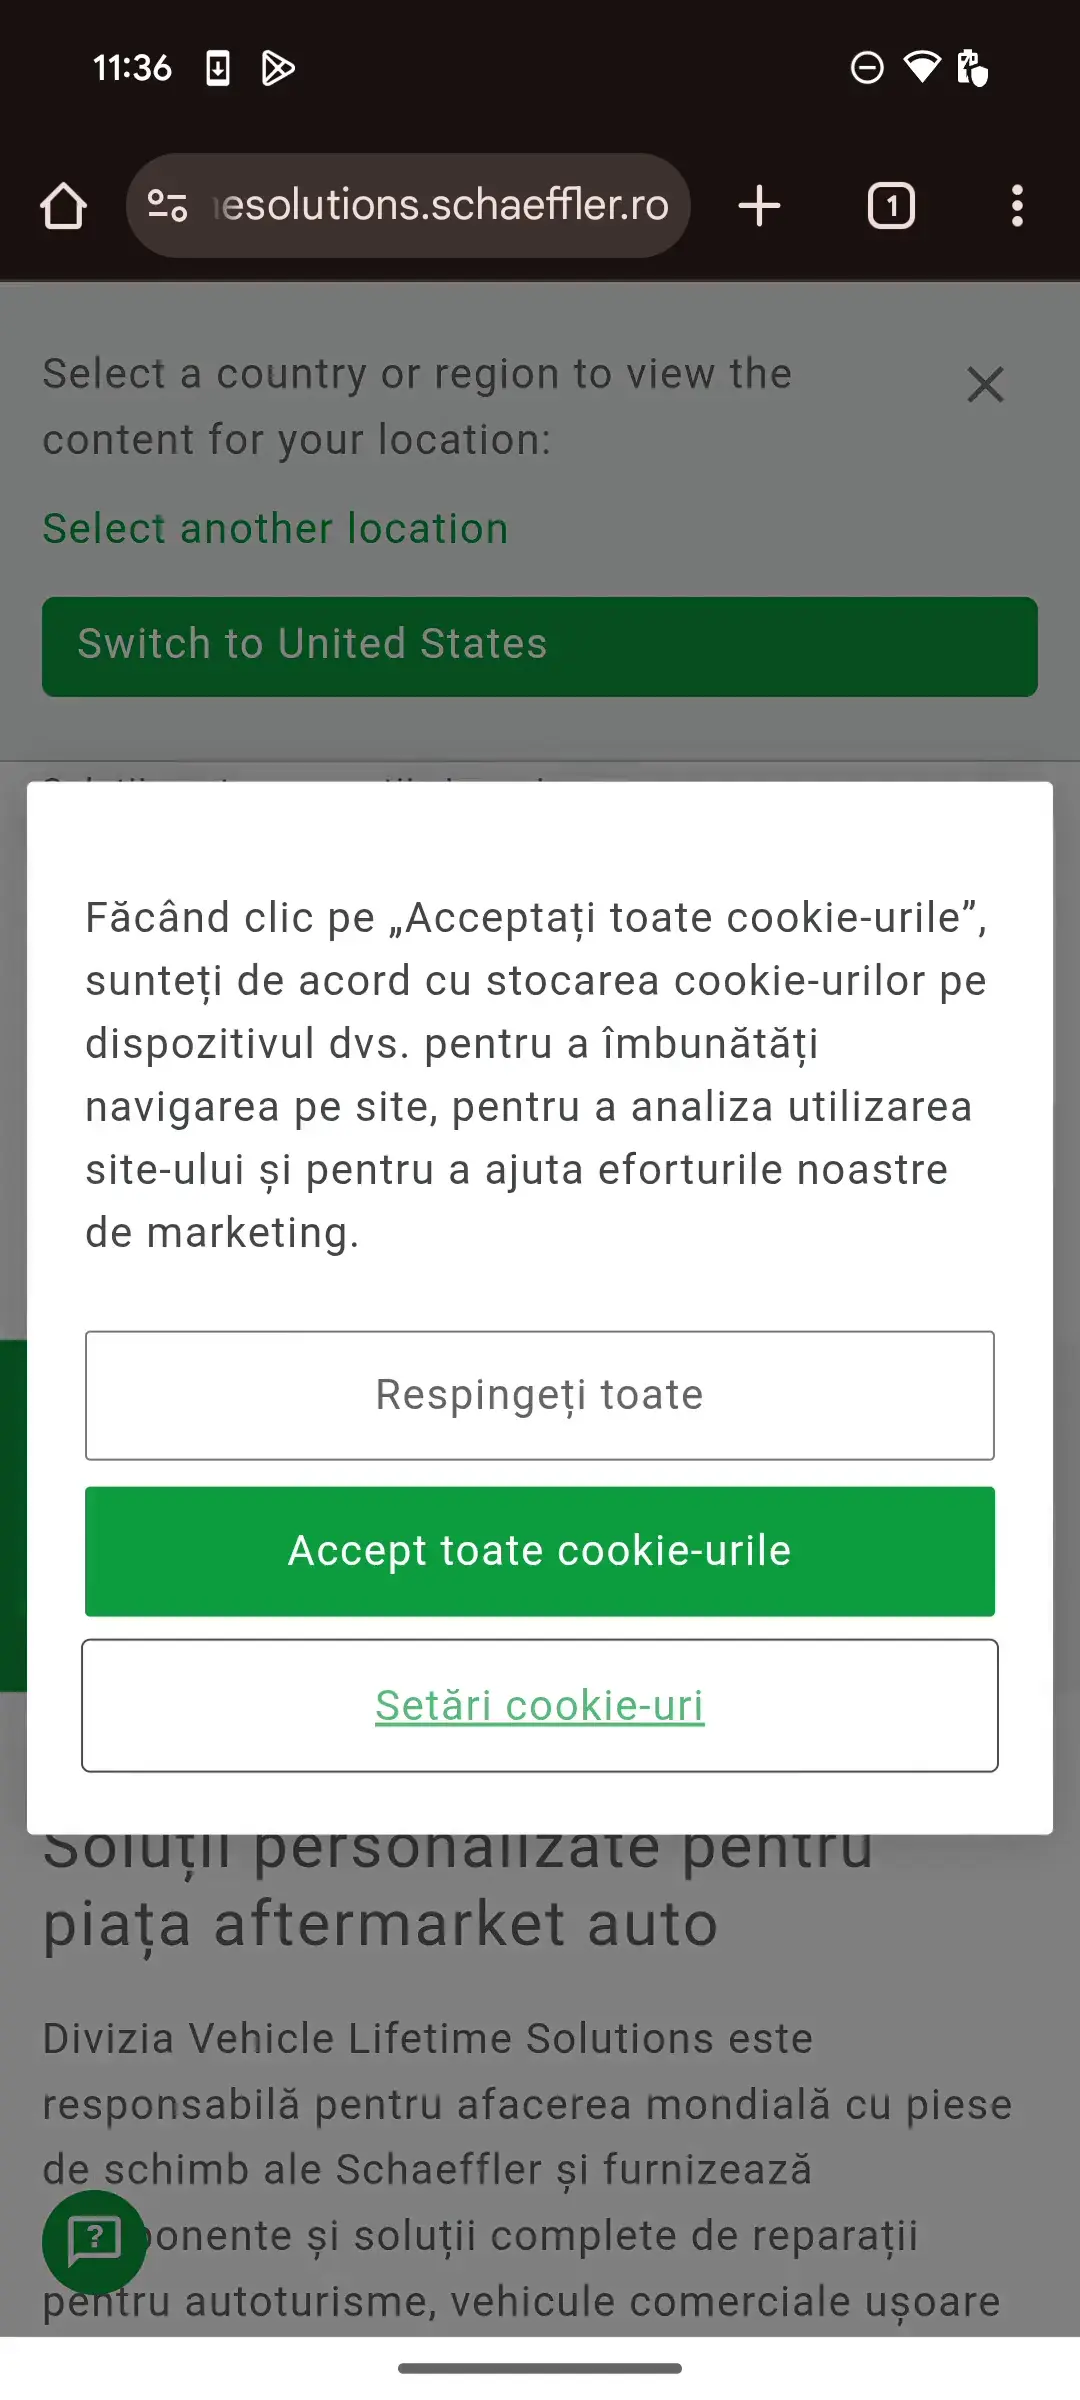 11:36
esolutions.schaeffler.ro
1
Select a country or region to view the
content for your location:
Select another location
Switch to United States
Făcând clic pe „Acceptați toate cookie-urile”,
sunteți de acord cu stocarea cookie-urilor pe
dispozitivul dvs. pentru a îmbunătăți
navigarea pe site, pentru a analiza utilizarea
site-ului și pentru a ajuta eforturile noastre
de marketing.
Respingeți toate
Accept toate cookie-urile
Setări cookie-uri
Soluții personalizate pentru
piața aftermarket auto
Divizia Vehicle Lifetime Solutions este
responsabilă pentru afacerea mondială cu piese
de schimb ale Schaeffler și furnizează
ponente și soluții complete de reparații
pentru autoturisme, vehicule comerciale ușoare